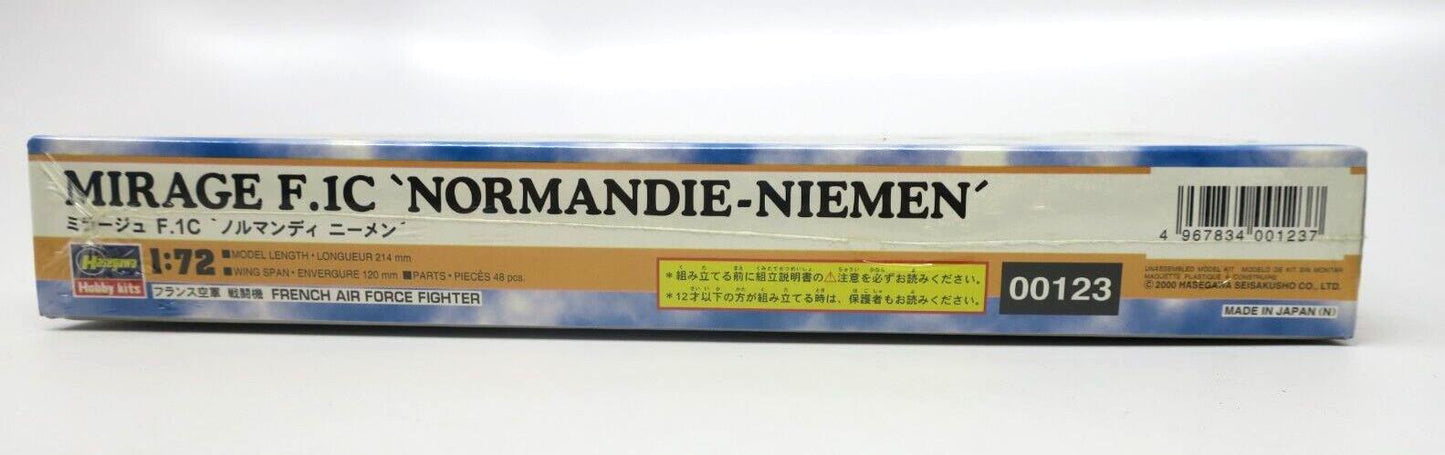 MIRAGE F.1C `NORMANDIE-NIEMEN´
ミラージュ F.1C `ノルマンディ ニーメン´
Hasegawa
Hobby kits
1:72
■MODEL LENGTH・LONGUEUR 214 mm
■WING SPAN・ENVERGURE 120 mm ■PARTS・PIECÈS 48 pcs.
フランス空軍 戦闘機 FRENCH AIR FORCE FIGHTER
＊組み立てる前に組立説明書の⚠注意を必ずお読みください。
＊12才以下の方が組み立てる時は、保護者もお読みください。
00123
4 967834 001237
UNASSEMBLED MODEL KIT MODELO DE KIT SIN MONTAR
MAQUETTE PLASTIQUE À CONSTRUIRE
© 2000 HASEGAWA SEISAKUSHO CO., LTD.
MADE IN JAPAN (N)